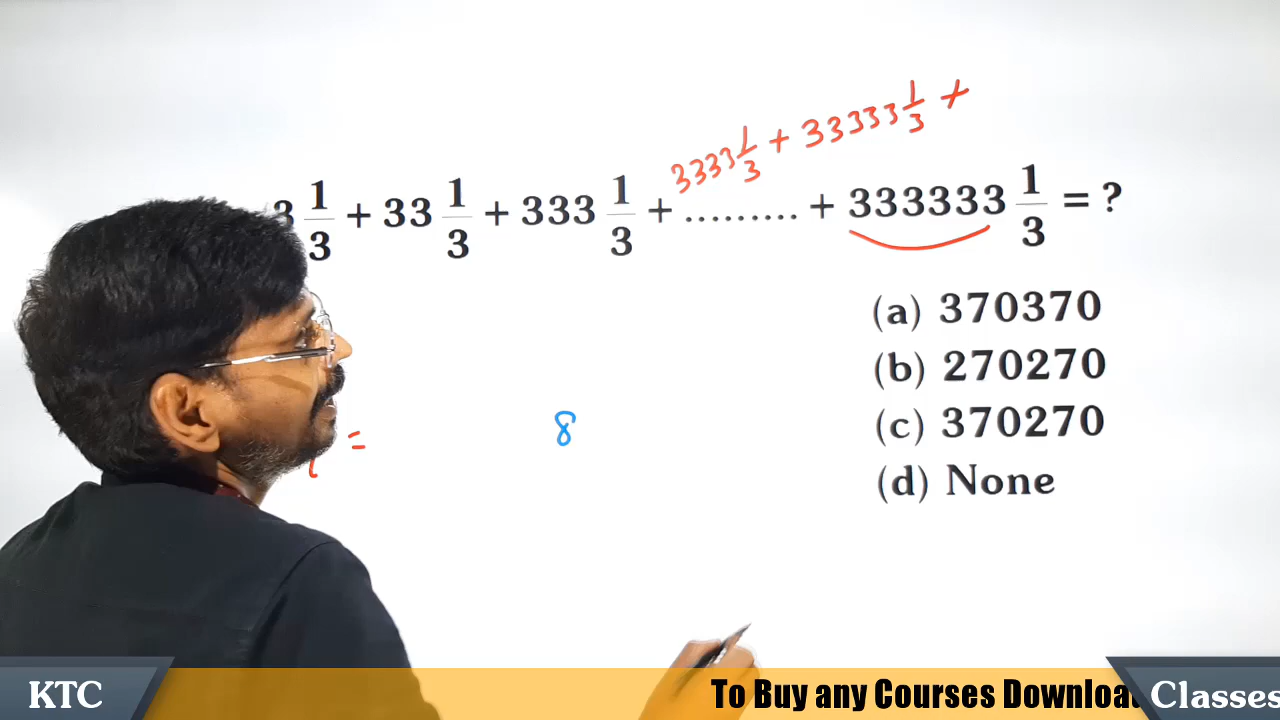 3333 1/3 + 33333 1/3 +
3 1/3 + 33 1/3 + 333 1/3 + ......... + 333333 1/3 = ?
(a) 370370
(b) 270270
(c) 370270
(d) None
=
8
KTC
To Buy any Courses Download
Classes